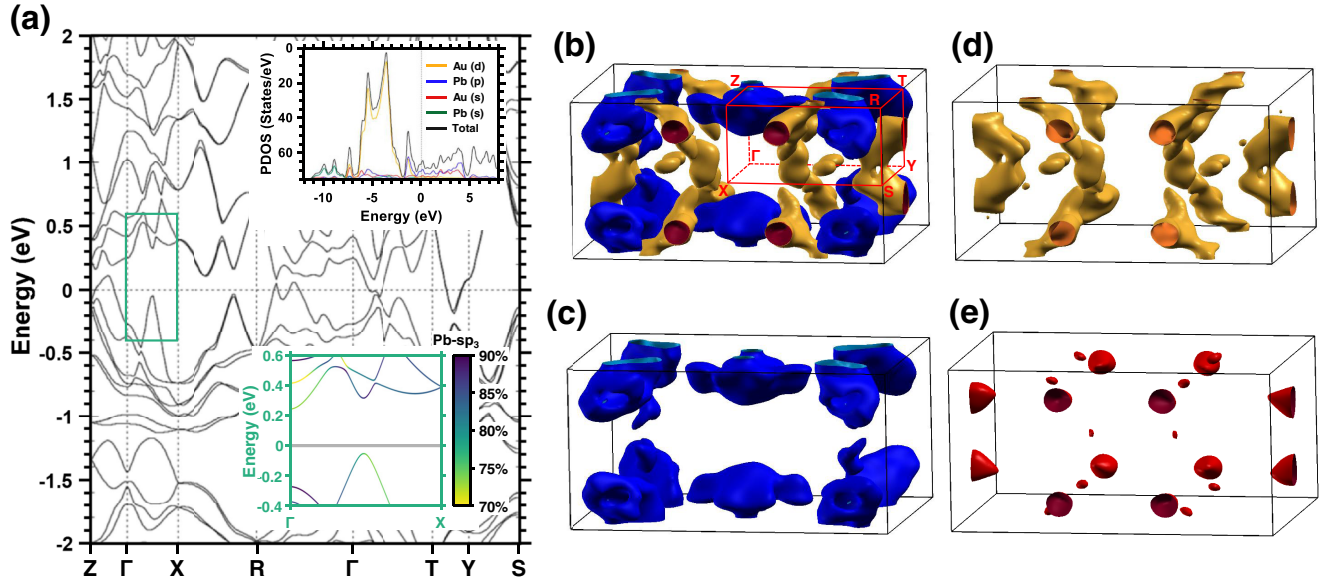 (a)
2
1.5
1
0.5
0
-0.5
-1
-1.5
-2
Energy (eV)
Z Γ X R Γ T Y S
0
20
40
60
PDOS (States/eV)
-10 -5 0 5
Energy (eV)
Au (d)
Pb (p)
Au (s)
Pb (s)
Total
Pb-sp3
0.6
0.4
0.2
0
-0.2
-0.4
Energy (eV)
Γ X
90%
85%
80%
75%
70%
(b)
Z T
R
Γ
Y
X S
(c)
(d)
(e)